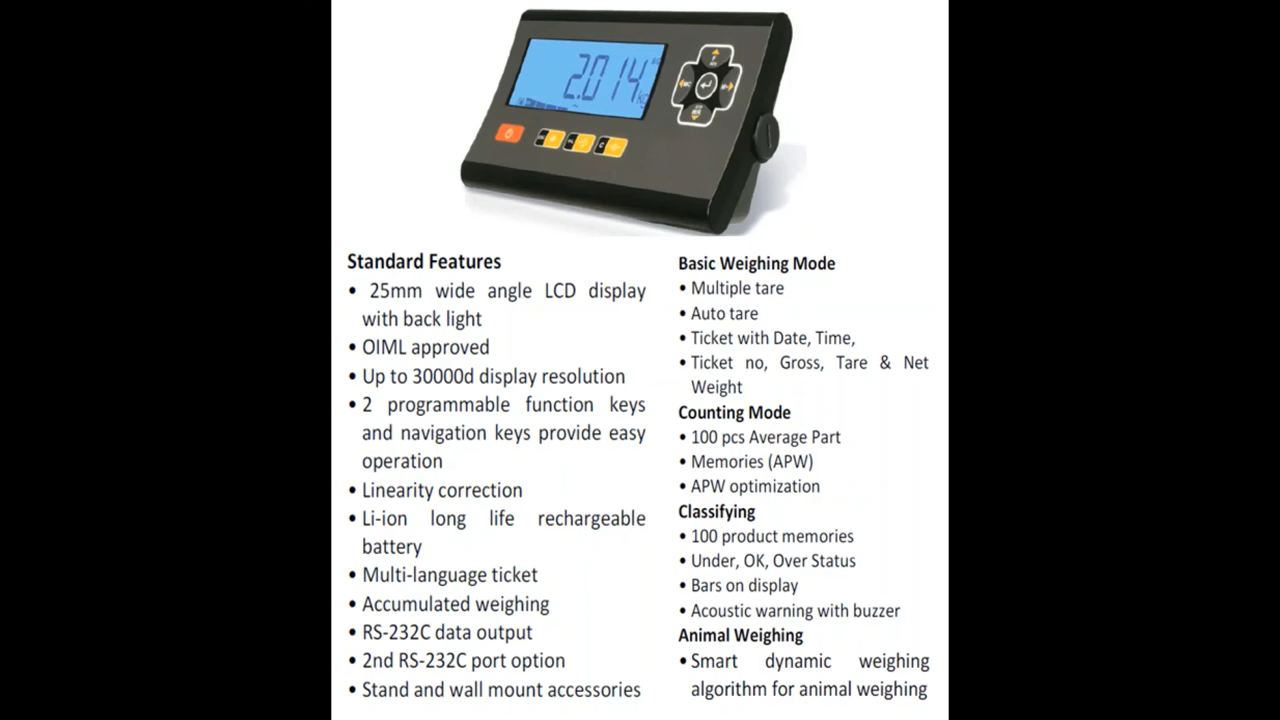 2.014
Standard Features
• 25mm wide angle LCD display
with back light
• OIML approved
• Up to 30000d display resolution
• 2 programmable function keys
and navigation keys provide easy
operation
• Linearity correction
• Li-ion long life rechargeable
battery
• Multi-language ticket
• Accumulated weighing
• RS-232C data output
• 2nd RS-232C port option
• Stand and wall mount accessories
Basic Weighing Mode
• Multiple tare
• Auto tare
• Ticket with Date, Time,
• Ticket no, Gross, Tare & Net
Weight
Counting Mode
• 100 pcs Average Part
• Memories (APW)
• APW optimization
Classifying
• 100 product memories
• Under, OK, Over Status
• Bars on display
• Acoustic warning with buzzer
Animal Weighing
• Smart dynamic weighing
algorithm for animal weighing